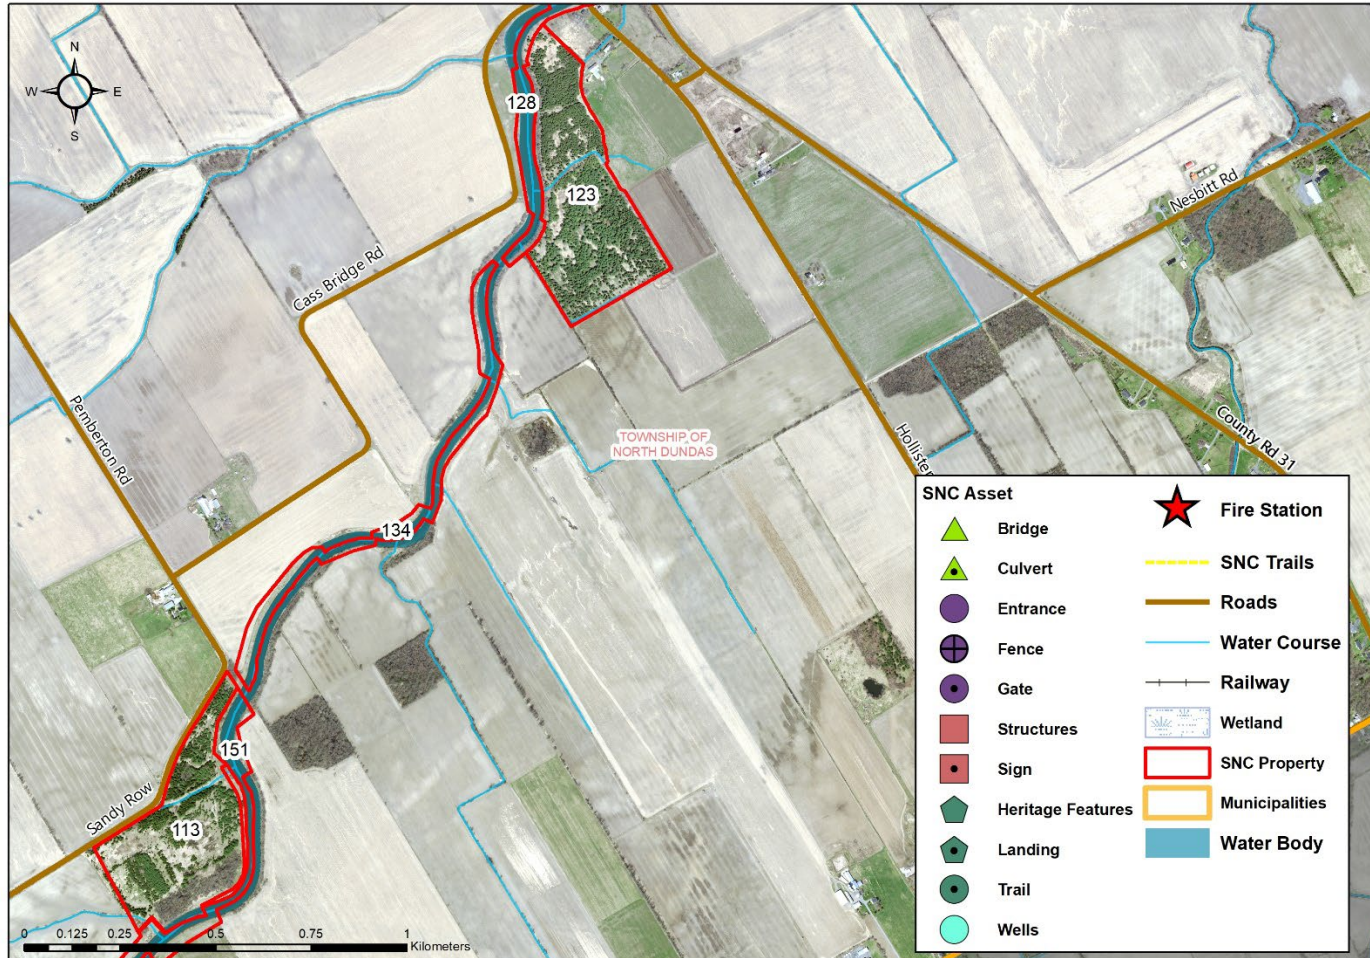 N
W
E
S
128
123
Nesbitt Rd
Cass Bridge Rd
Pemberton Rd
TOWNSHIP OF
NORTH DUNDAS
Hollister
County Rd 31
134
151
Sandy Row
113
0 0.125 0.25 0.5 0.75 1
Kilometers
SNC Asset
Bridge
Culvert
Entrance
Fence
Gate
Structures
Sign
Heritage Features
Landing
Trail
Wells
Fire Station
SNC Trails
Roads
Water Course
Railway
Wetland
SNC Property
Municipalities
Water Body